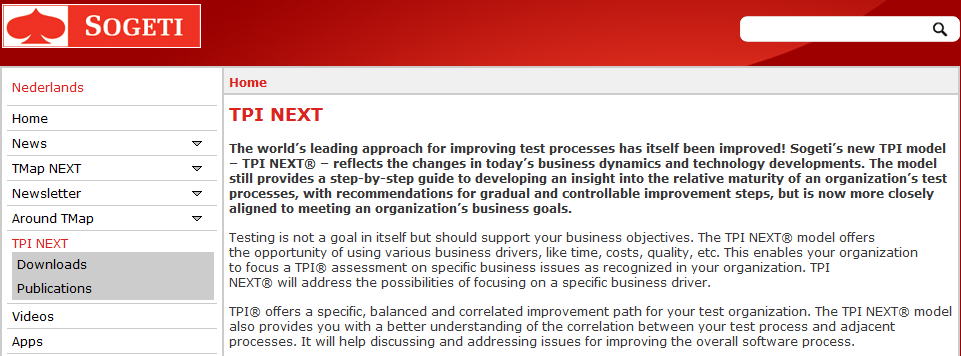 SOGETI
Nederlands
Home
News
TMap NEXT
Newsletter
Around TMap
TPI NEXT
Downloads
Publications
Videos
Apps
Home
TPI NEXT
The world's leading approach for improving test processes has itself been improved! Sogeti's new TPI model
– TPI NEXT® – reflects the changes in today's business dynamics and technology developments. The model
still provides a step-by-step guide to developing an insight into the relative maturity of an organization's test
processes, with recommendations for gradual and controllable improvement steps, but is now more closely
aligned to meeting an organization's business goals.
Testing is not a goal in itself but should support your business objectives. The TPI NEXT® model offers
the opportunity of using various business drivers, like time, costs, quality, etc. This enables your organization
to focus a TPI® assessment on specific business issues as recognized in your organization. TPI
NEXT® will address the possibilities of focusing on a specific business driver.
TPI® offers a specific, balanced and correlated improvement path for your test organization. The TPI NEXT® model
also provides you with a better understanding of the correlation between your test process and adjacent
processes. It will help discussing and addressing issues for improving the overall software process.